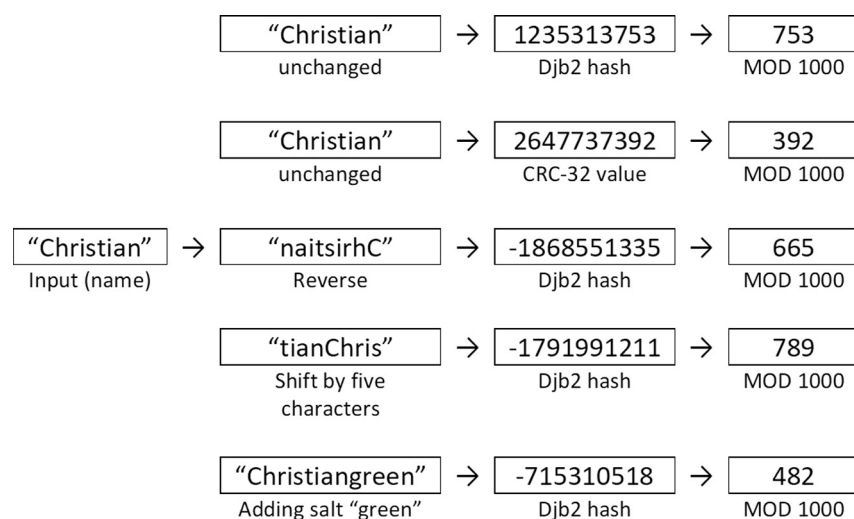 “Christian” → 1235313753 → 753
unchanged Djb2 hash MOD 1000
“Christian” → 2647737392 → 392
unchanged CRC-32 value MOD 1000
“Christian” → “naitsirhC” → -1868551335 → 665
Input (name) Reverse Djb2 hash MOD 1000
“tianChris” → -1791991211 → 789
Shift by five Djb2 hash MOD 1000
characters
“Christiangreen” → -715310518 → 482
Adding salt “green” Djb2 hash MOD 1000